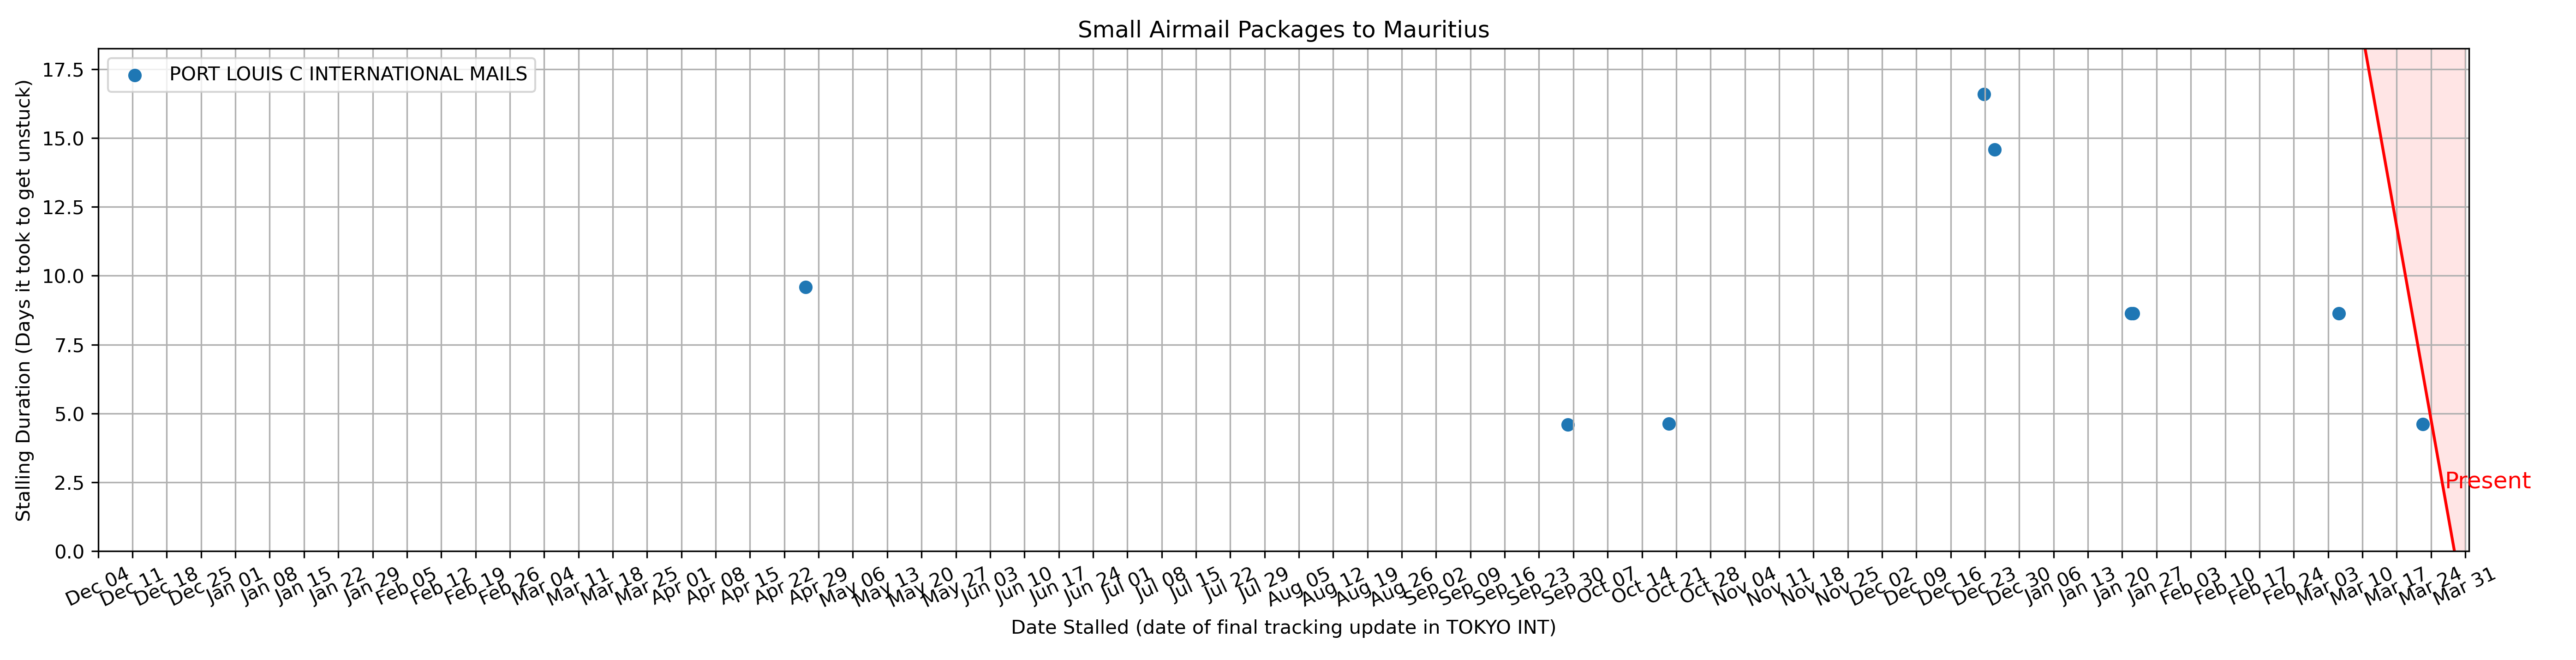 Small Airmail Packages to Mauritius
PORT LOUIS C INTERNATIONAL MAILS
Stalling Duration (Days it took to get unstuck)
17.5
15.0
12.5
10.0
7.5
5.0
2.5
0.0
Present
Dec 04
Dec 11
Dec 18
Dec 25
Jan 01
Jan 08
Jan 15
Jan 22
Jan 29
Feb 05
Feb 12
Feb 19
Feb 26
Mar 04
Mar 11
Mar 18
Mar 25
Apr 01
Apr 08
Apr 15
Apr 22
Apr 29
May 06
May 13
May 20
May 27
Jun 03
Jun 10
Jun 17
Jun 24
Jul 01
Jul 08
Jul 15
Jul 22
Jul 29
Aug 05
Aug 12
Aug 19
Aug 26
Sep 02
Sep 09
Sep 16
Sep 23
Sep 30
Oct 07
Oct 14
Oct 21
Oct 28
Nov 04
Nov 11
Nov 18
Nov 25
Dec 02
Dec 09
Dec 16
Dec 23
Dec 30
Jan 06
Jan 13
Jan 20
Jan 27
Feb 03
Feb 10
Feb 17
Feb 24
Mar 03
Mar 10
Mar 17
Mar 24
Mar 31
Date Stalled (date of final tracking update in TOKYO INT)